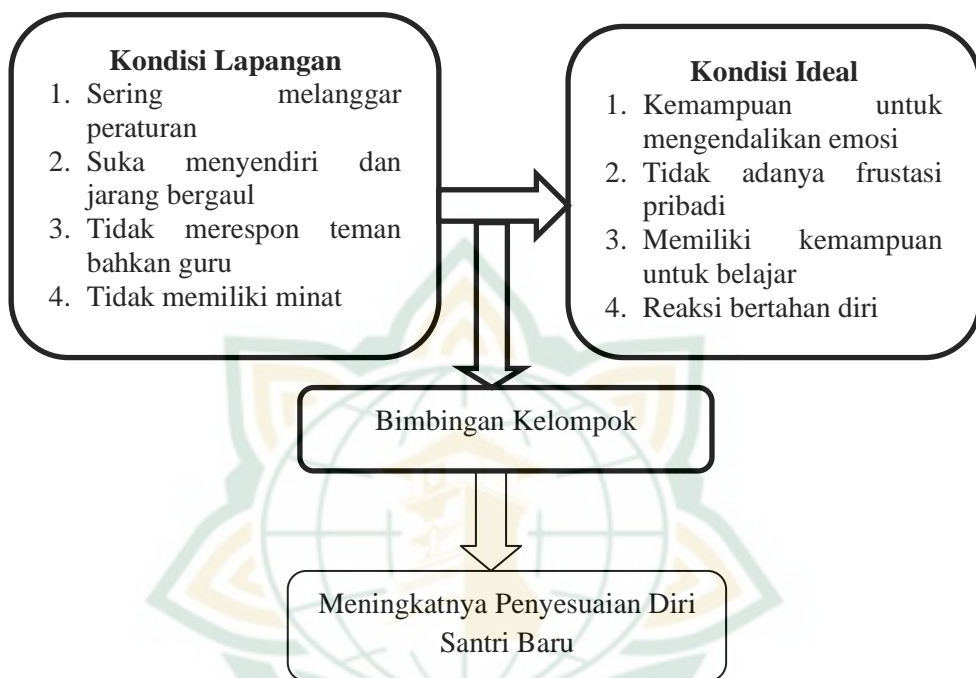 Kondisi Lapangan
1. Sering melanggar
peraturan
2. Suka menyendiri dan
jarang bergaul
3. Tidak merespon teman
bahkan guru
4. Tidak memiliki minat
Kondisi Ideal
1. Kemampuan untuk
mengendalikan emosi
2. Tidak adanya frustasi
pribadi
3. Memiliki kemampuan
untuk belajar
4. Reaksi bertahan diri
Bimbingan Kelompok
Meningkatnya Penyesuaian Diri
Santri Baru